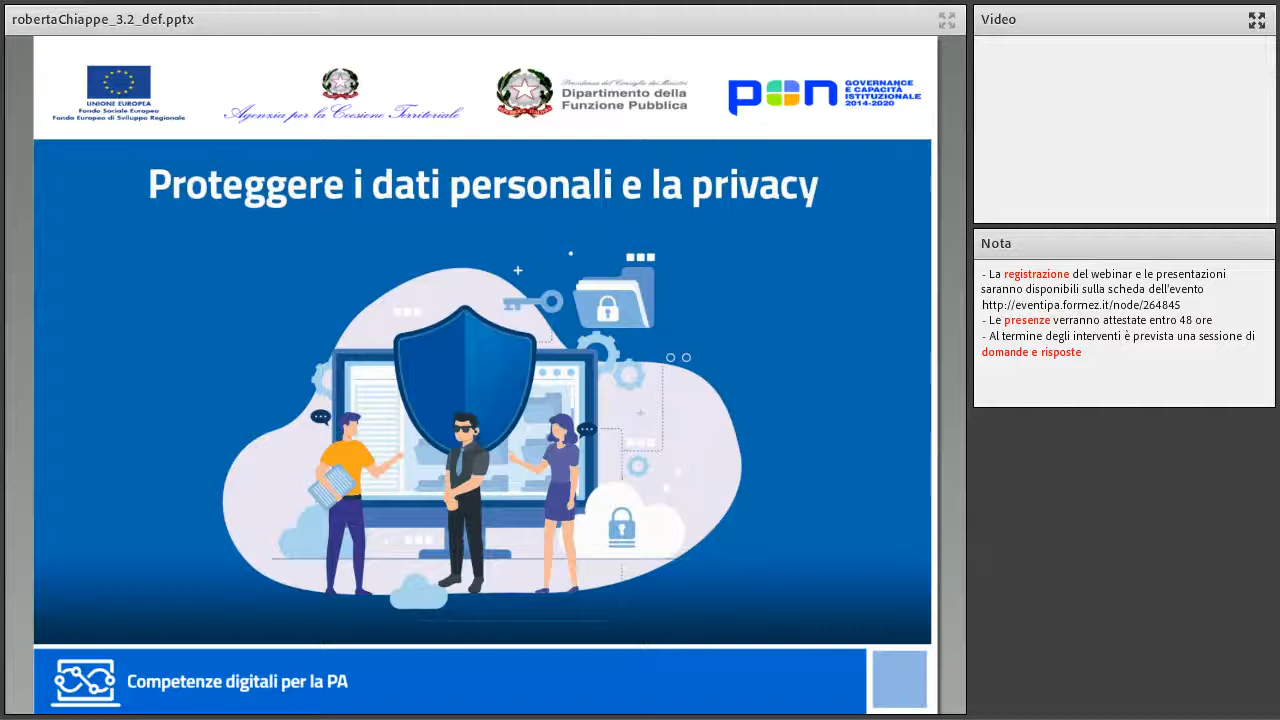 robertaChiappe_3.2_def.pptx
UNIONE EUROPEA
Fondo Sociale Europeo
Fondo Europeo di Sviluppo Regionale
Agenzia per la Coesione Territoriale
Presidenza del Consiglio dei Ministri
Dipartimento della
Funzione Pubblica
pon
GOVERNANCE
E CAPACITÀ
ISTITUZIONALE
2014-2020
Proteggere i dati personali e la privacy
Competenze digitali per la PA
Video
Nota
- La registrazione del webinar e le presentazioni
saranno disponibili sulla scheda dell'evento
http://eventipa.formez.it/node/264845
- Le presenze verranno attestate entro 48 ore
- Al termine degli interventi è prevista una sessione di
domande e risposte